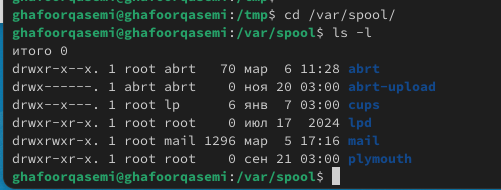 ghafoorqasemi@ghafoorqasemi:/tmp$ cd /var/spool/
ghafoorqasemi@ghafoorqasemi:/var/spool$ ls -l
итого 0
drwxr-x--x. 1 root abrt   70 мар  6 11:28 abrt
drwx------. 1 abrt abrt    0 ноя 20 03:00 abrt-upload
drwx--x---. 1 root lp      6 янв  7 03:00 cups
drwxr-xr-x. 1 root root    0 июл 17  2024 lpd
drwxrwxr-x. 1 root mail 1296 мар  5 17:16 mail
drwxr-xr-x. 1 root root    0 сен 21 03:00 plymouth
ghafoorqasemi@ghafoorqasemi:/var/spool$